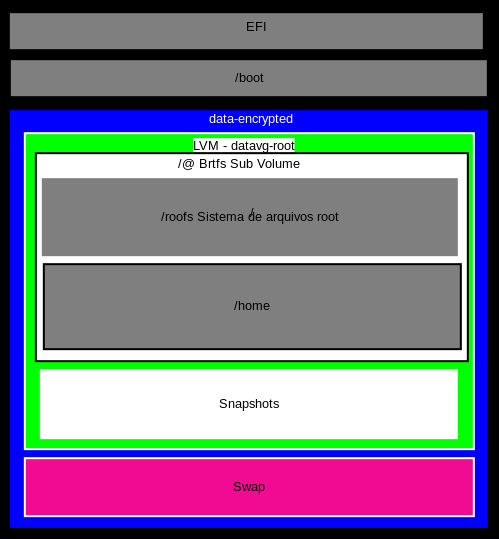 EFI
/boot
data-encrypted
LVM - datavg-root
/@ Brtfs Sub Volume
/
/roofs Sistema de arquivos root
/home
Snapshots
Swap